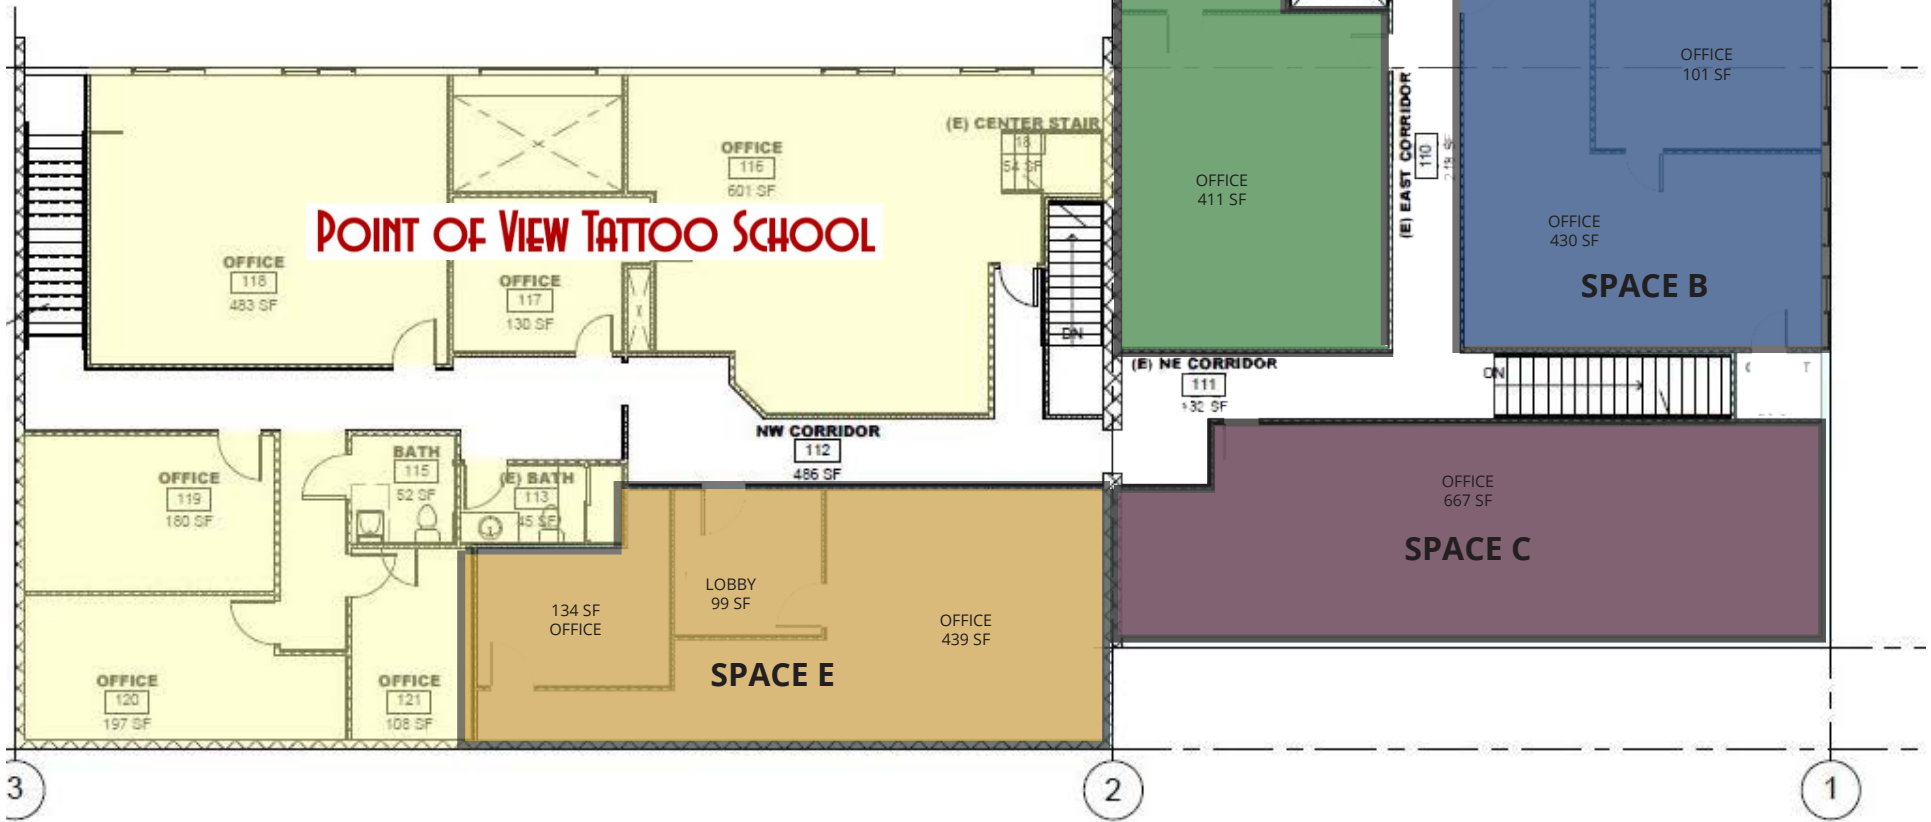 OFFICE
101 SF
(E) CENTER STAIR
18
54 SF
OFFICE
116
601 SF
(E) EAST CORRIDOR
110
OFFICE
411 SF
POINT OF VIEW TATTOO SCHOOL
OFFICE
430 SF
SPACE B
OFFICE
118
483 SF
OFFICE
117
130 SF
DN
(E) NE CORRIDOR
111
DN
NW CORRIDOR
112
486 SF
BATH
115
52 SF
OFFICE
119
180 SF
(E) BATH
113
45 SF
OFFICE
667 SF
SPACE C
LOBBY
99 SF
134 SF
OFFICE
OFFICE
439 SF
SPACE E
OFFICE
120
197 SF
OFFICE
121
108 SF
3
2
1